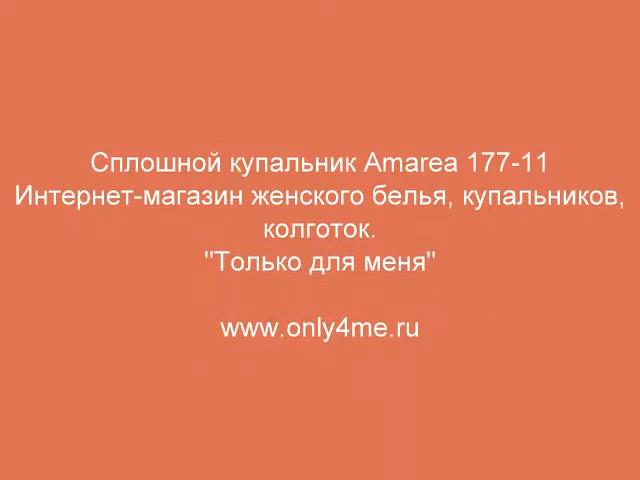 Сплошной купальник Amarea 177-11
Интернет-магазин женского белья, купальников,
колготок.
"Только для меня"
www.only4me.ru